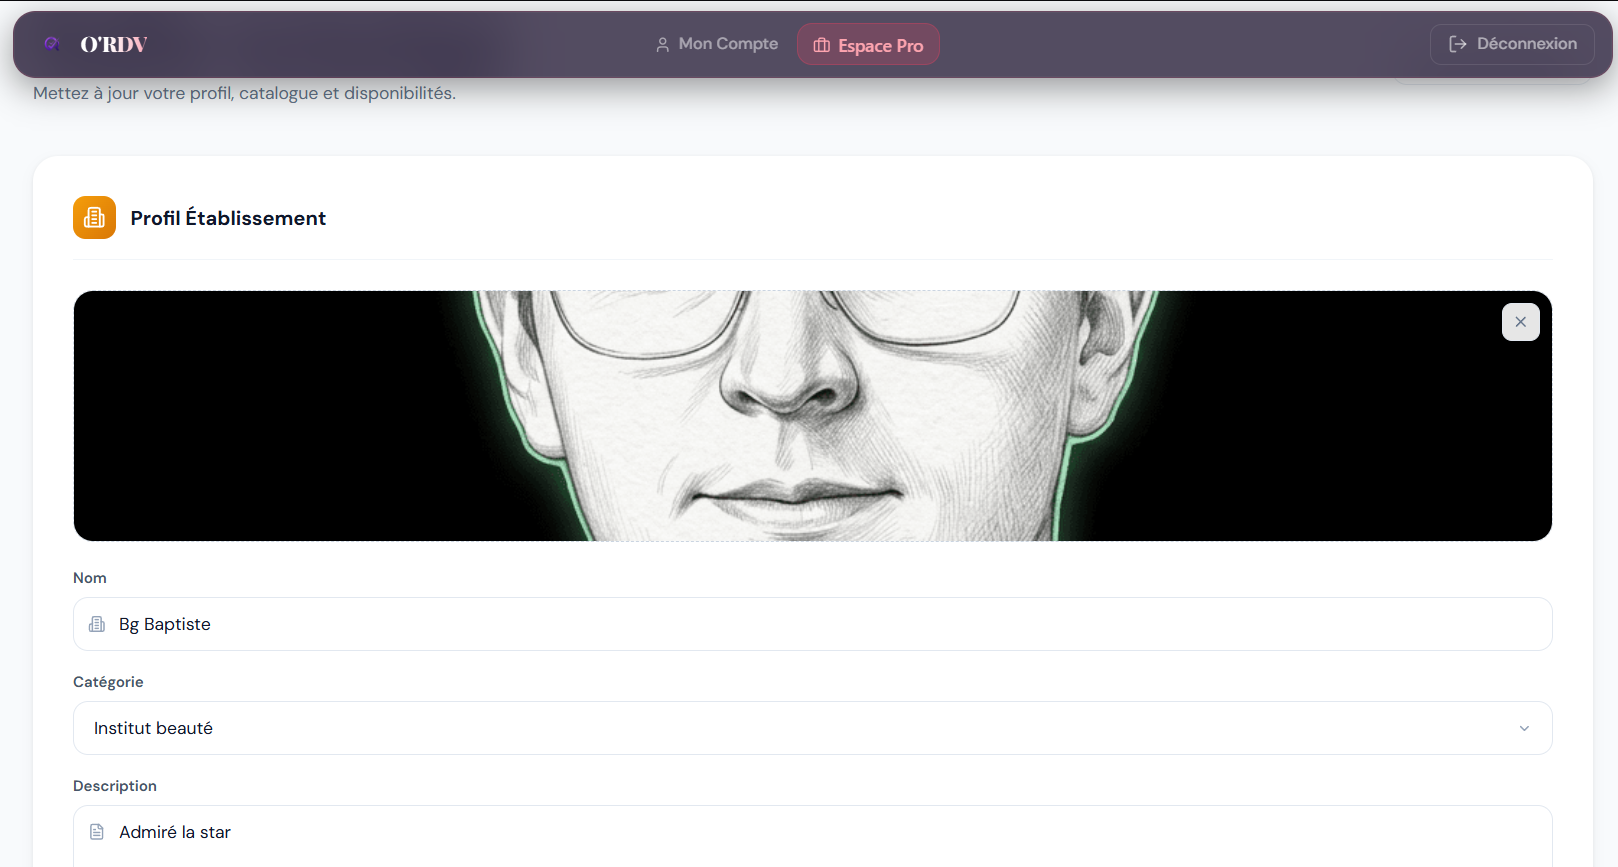 O'RDV
Mon Compte
Espace Pro
Déconnexion
Mettez à jour votre profil, catalogue et disponibilités.
Profil Établissement
Nom
Bg Baptiste
Catégorie
Institut beauté
Description
Admiré la star